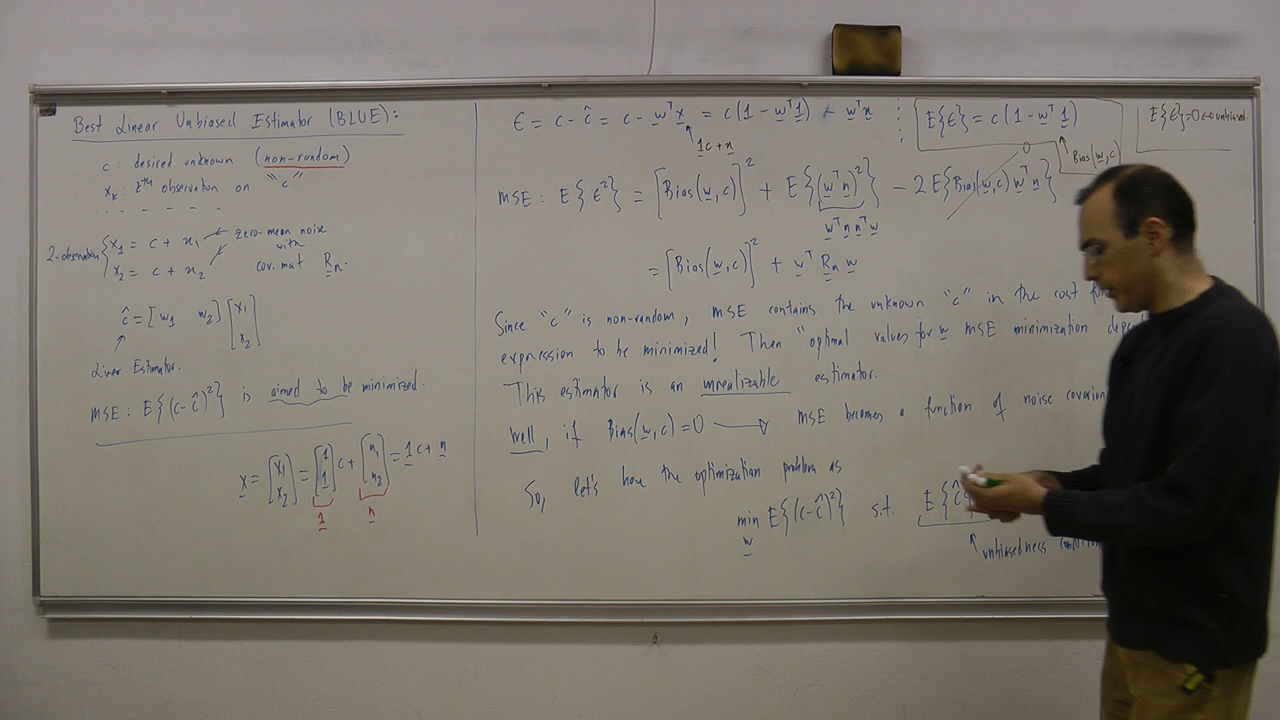 Best Linear Unbiased Estimator (BLUE):
c : desired unknown (non-random)
x_k : k^th observation on "c"
2-observation { x_1 = c + n_1 ← zero-mean noise
x_2 = c + n_2 with
cov. mat R_n.
ĉ = [w_1 w_2] [x_1
x_2]
↑
Linear Estimator.
MSE : E{(c-ĉ)^2} is aimed to be minimized.
x = [x_1 x_2] = [1 1] c + [n_1 n_2] = 1c + n
1 n
ϵ = c - ĉ = c - w^T x = c(1 - w^T 1) - w^T n
1c + n
E{ϵ} = c(1 - w^T 1)
Bias(w,c)
E{ϵ}=0 ↔ unbiased
MSE : E{ϵ^2} = [Bias(w,c)]^2 + E{(w^T n)^2} - 2E{Bias(w,c) w^T n} 0
w^T n n^T w
= [Bias(w,c)]^2 + w^T R_n w
Since "c" is non-random, MSE contains the unknown "c" in the cost
expression to be minimized! Then "optimal values for w MSE minimization
This estimator is an unrealizable estimator.
Well, if Bias(w,c) = 0 → MSE becomes a function of noise
So, let's have the optimization problem as
min E{(c-ĉ)^2} s.t. E{ĉ
w
↑ unbiasedness